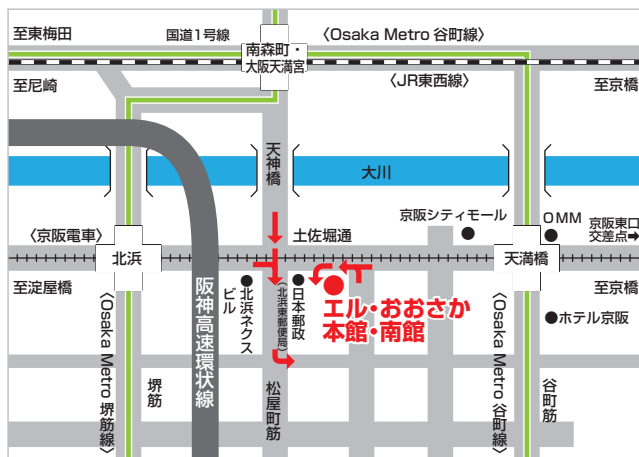 至東梅田
国道1号線
南森町・
大阪天満宮
〈Osaka Metro 谷町線〉
至尼崎
〈JR東西線〉
至京橋
天神橋
大川
京阪シティモール
OMM
京阪東口
交差点➡
〈京阪電車〉
北浜
土佐堀通
天満橋
至淀屋橋
阪神高速環状線
北浜ネクス
ビル
日本郵政
(北浜東郵便局)
エル・おおさか
本館・南館
至京橋
ホテル京阪
〈Osaka Metro 堺筋線〉
堺筋
松屋町筋
〈Osaka Metro 谷町線〉
谷町筋